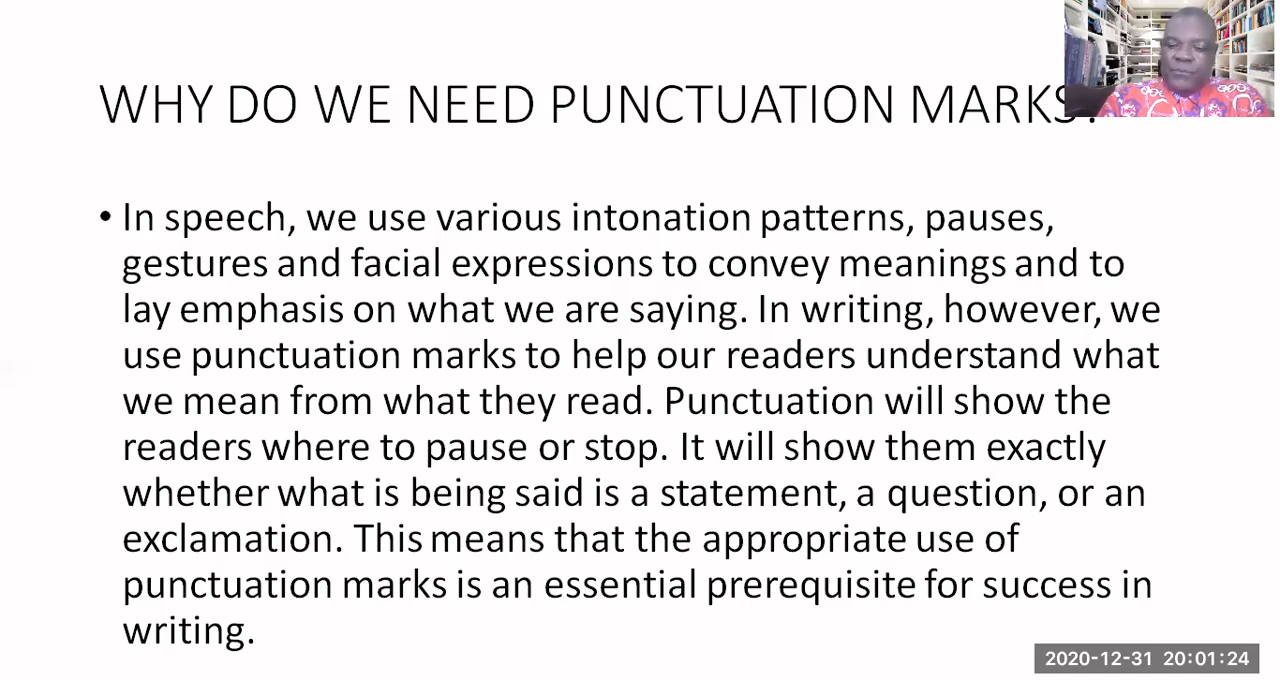 WHY DO WE NEED PUNCTUATION MARKS?
• In speech, we use various intonation patterns, pauses,
gestures and facial expressions to convey meanings and to
lay emphasis on what we are saying. In writing, however, we
use punctuation marks to help our readers understand what
we mean from what they read. Punctuation will show the
readers where to pause or stop. It will show them exactly
whether what is being said is a statement, a question, or an
exclamation. This means that the appropriate use of
punctuation marks is an essential prerequisite for success in
writing.
2020-12-31 20:01:24